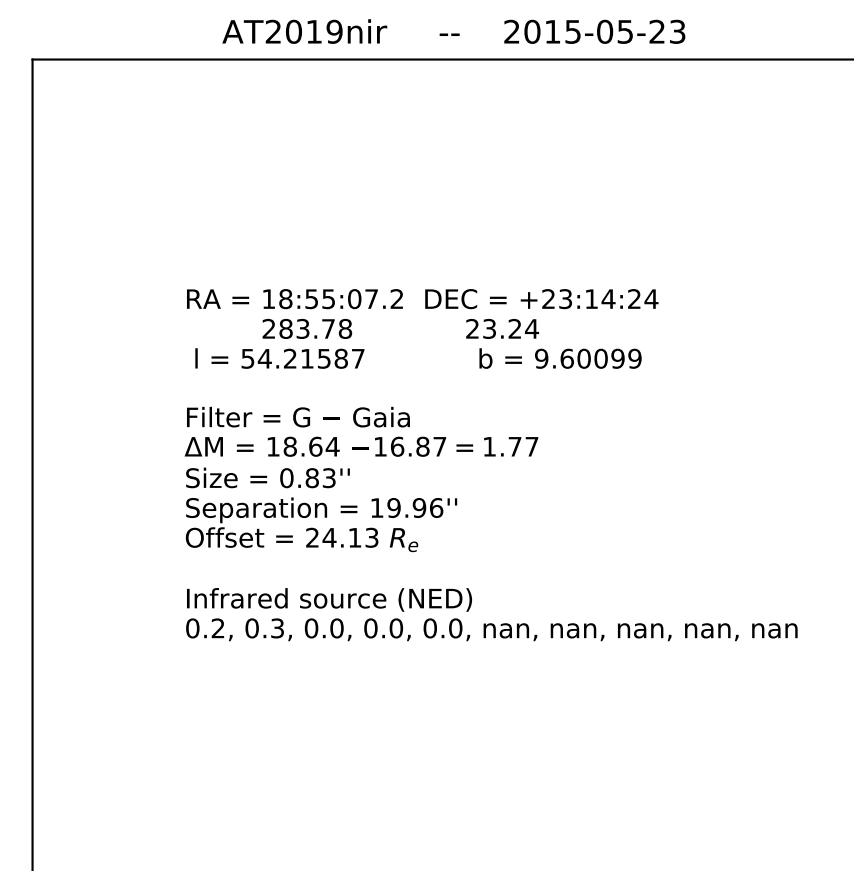 AT2019nir -- 2015-05-23
RA = 18:55:07.2 DEC = +23:14:24
283.78 23.24
l = 54.21587 b = 9.60099
Filter = G − Gaia
ΔM = 18.64 −16.87 = 1.77
Size = 0.83''
Separation = 19.96''
Offset = 24.13 Rₑ
Infrared source (NED)
0.2, 0.3, 0.0, 0.0, 0.0, nan, nan, nan, nan, nan